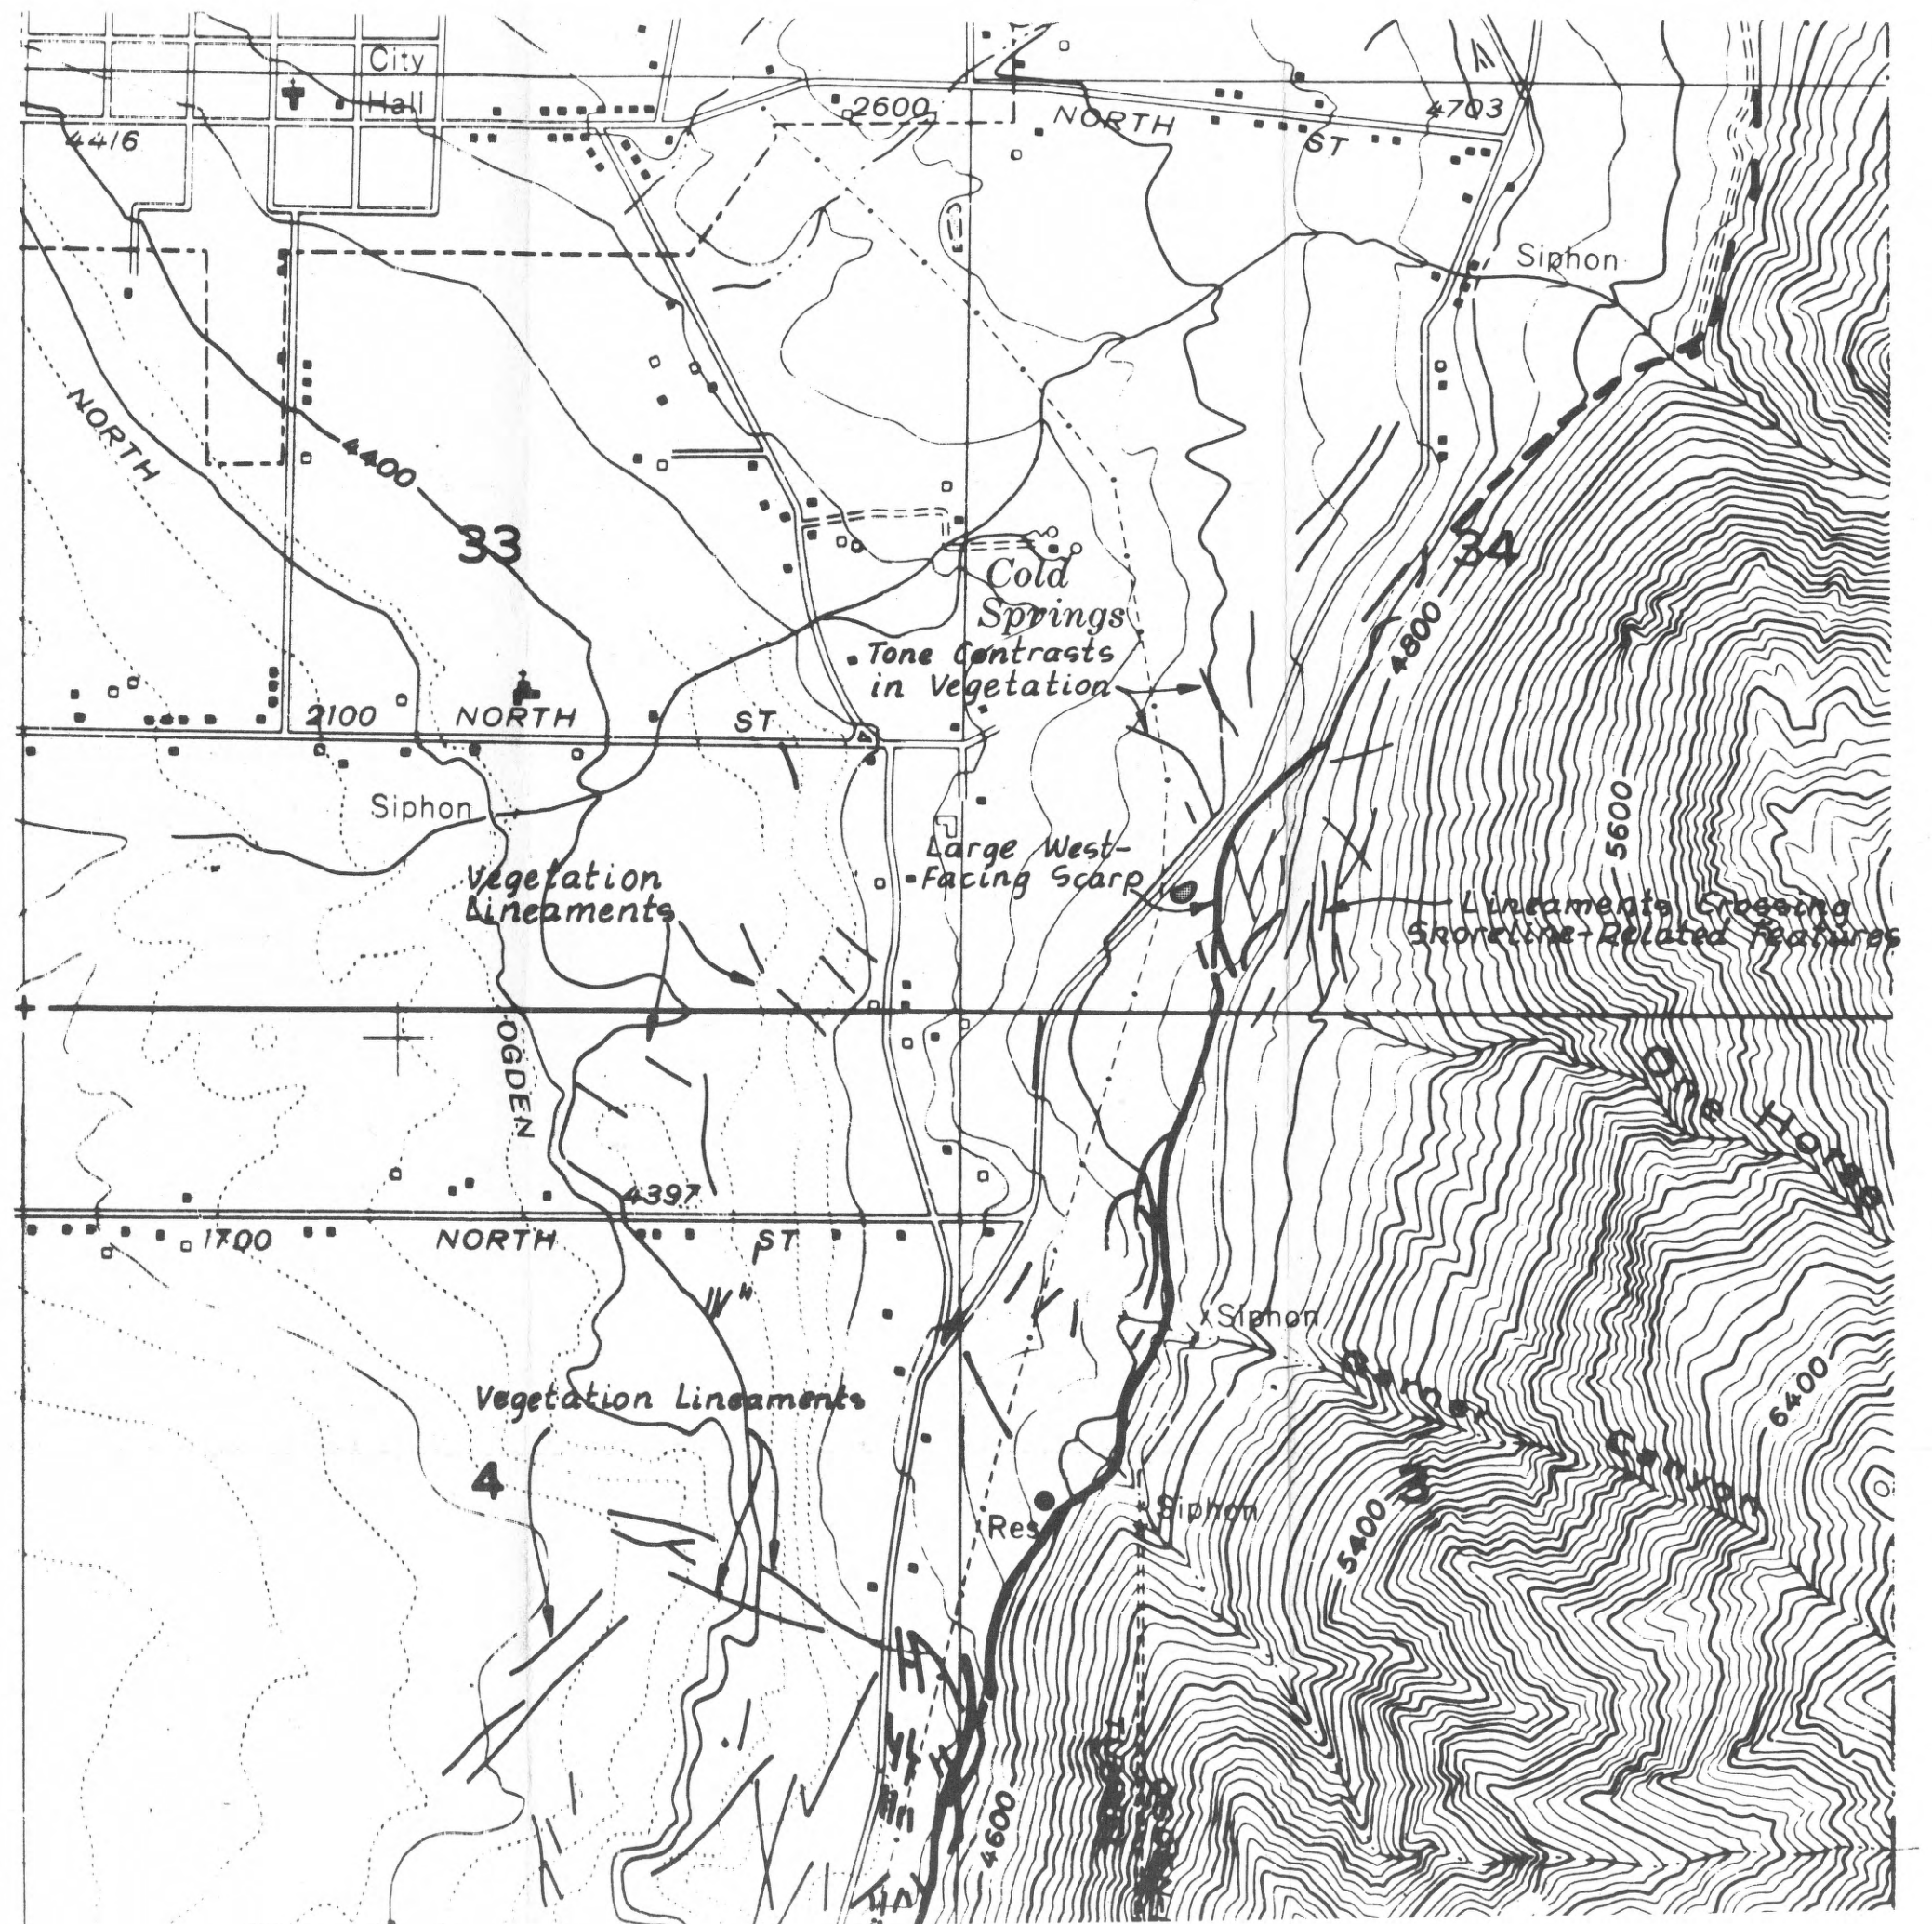 City
Hall
4416
2600
NORTH
ST
4703
Siphon
NORTH
4400
33
34
Cold
Springs
4800
Tone Contrasts
in Vegetation
2100
NORTH
ST
Siphon
5600
Large West-
Facing Scarp
Vegetation
Lineaments
Lineaments Crossing
Shoreline-Related Features
OGDEN
One Horse
4397
1700
NORTH
ST
Siphon
Garner Canyon
6400
Vegetation Lineaments
4
3
5400
Res
Siphon
4600